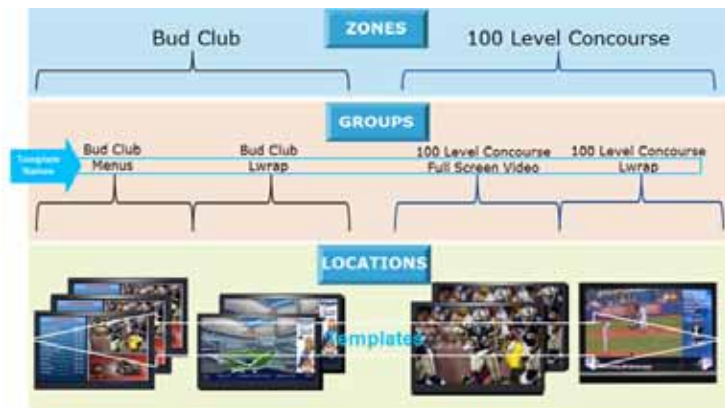 ZONES
Bud Club
100 Level Concourse
GROUPS
Template
Names
Bud Club
Menus
Bud Club
Lwrap
100 Level Concourse
Full Screen Video
100 Level Concourse
Lwrap
LOCATIONS
Templates